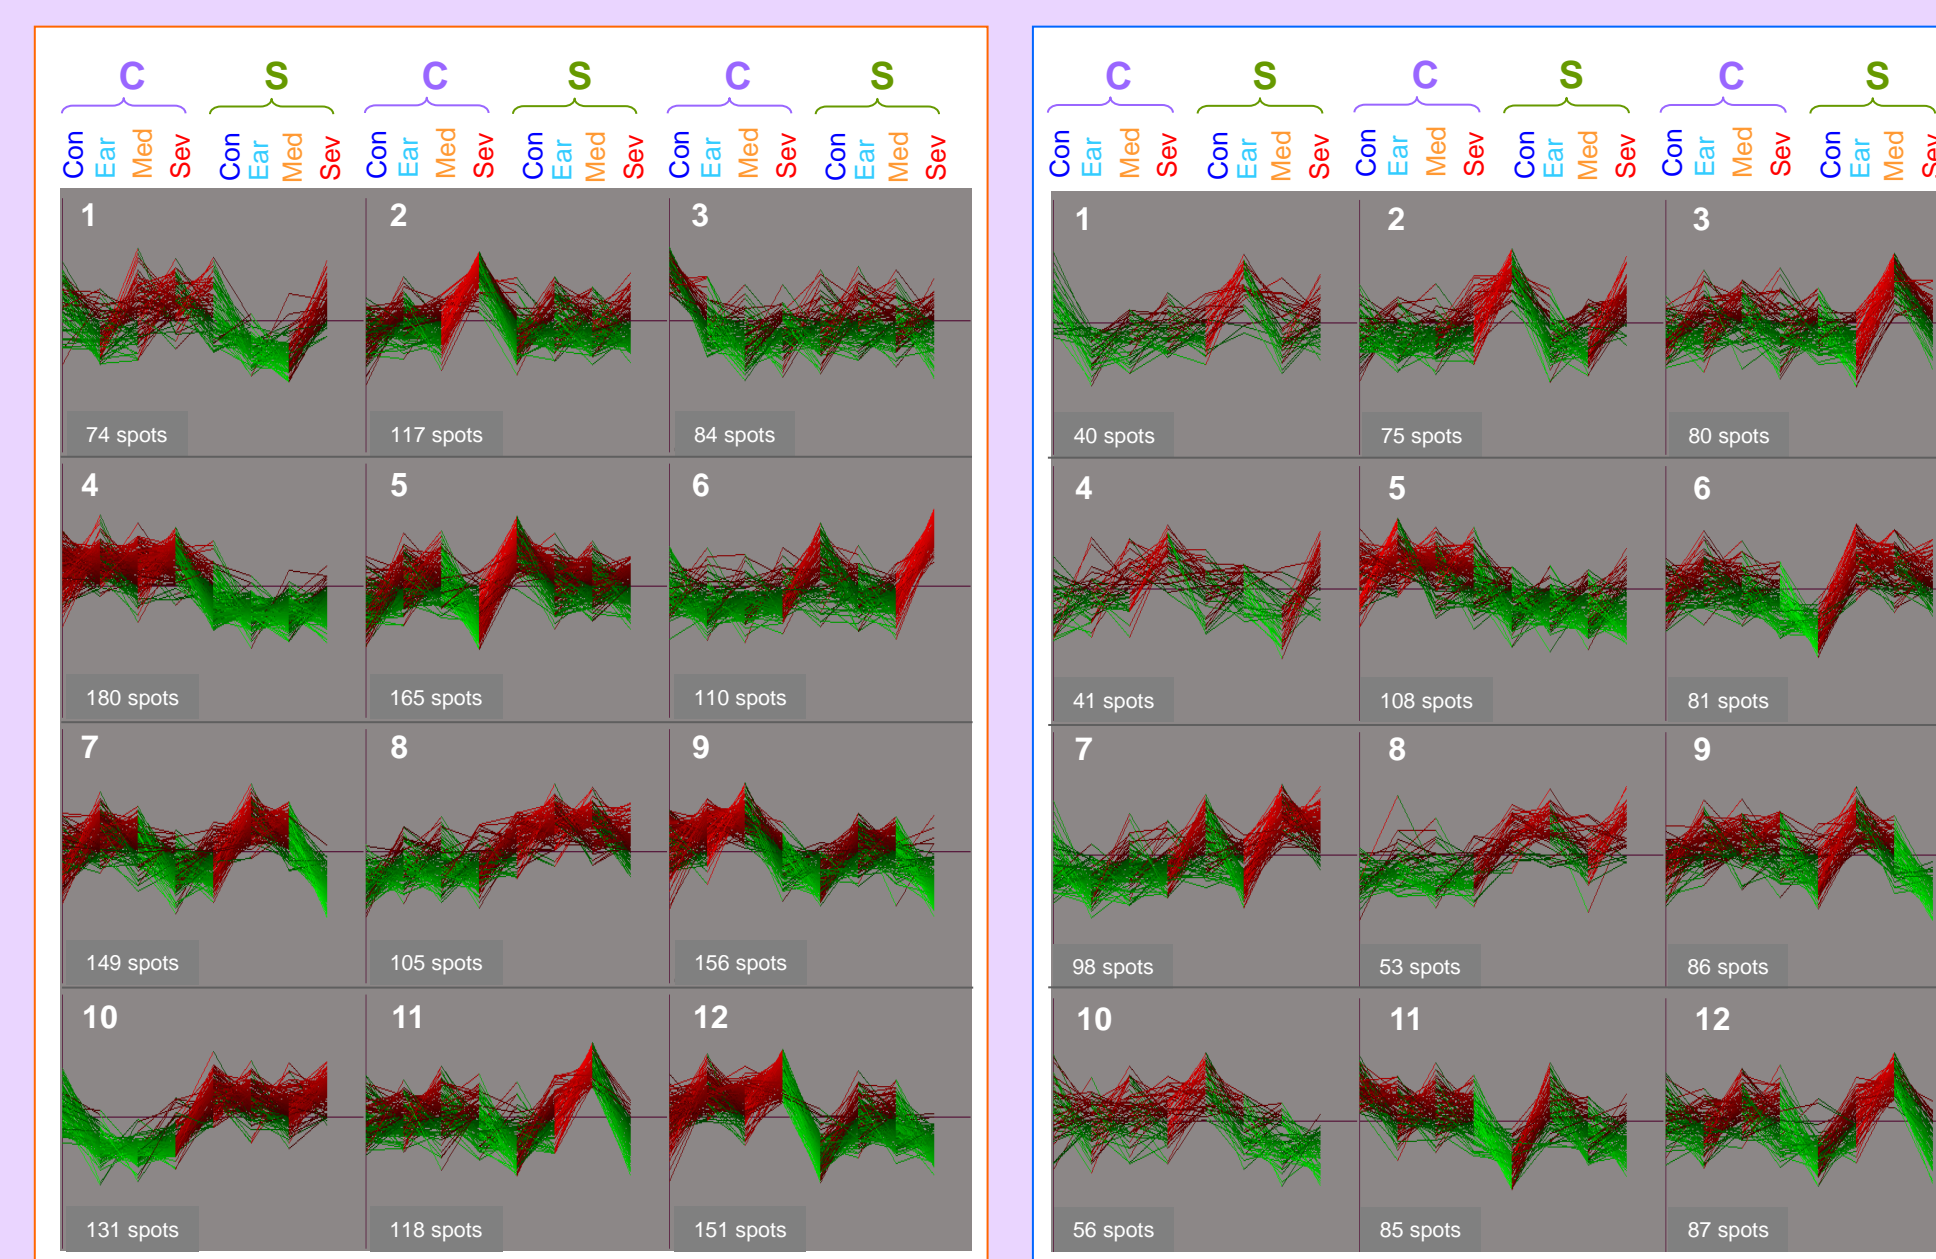 C S C S C S
Con Ear Med Sev Con Ear Med Sev Con Ear Med Sev Con Ear Med Sev Con Ear Med Sev Con Ear Med Sev
1 2 3
74 spots 117 spots 84 spots
4 5 6
180 spots 165 spots 110 spots
7 8 9
149 spots 105 spots 156 spots
10 11 12
131 spots 118 spots 151 spots
C S C S C S
Con Ear Med Sev Con Ear Med Sev Con Ear Med Sev Con Ear Med Sev Con Ear Med Sev Con Ear Med Sev
1 2 3
40 spots 75 spots 80 spots
4 5 6
41 spots 108 spots 81 spots
7 8 9
98 spots 53 spots 86 spots
10 11 12
56 spots 85 spots 87 spots